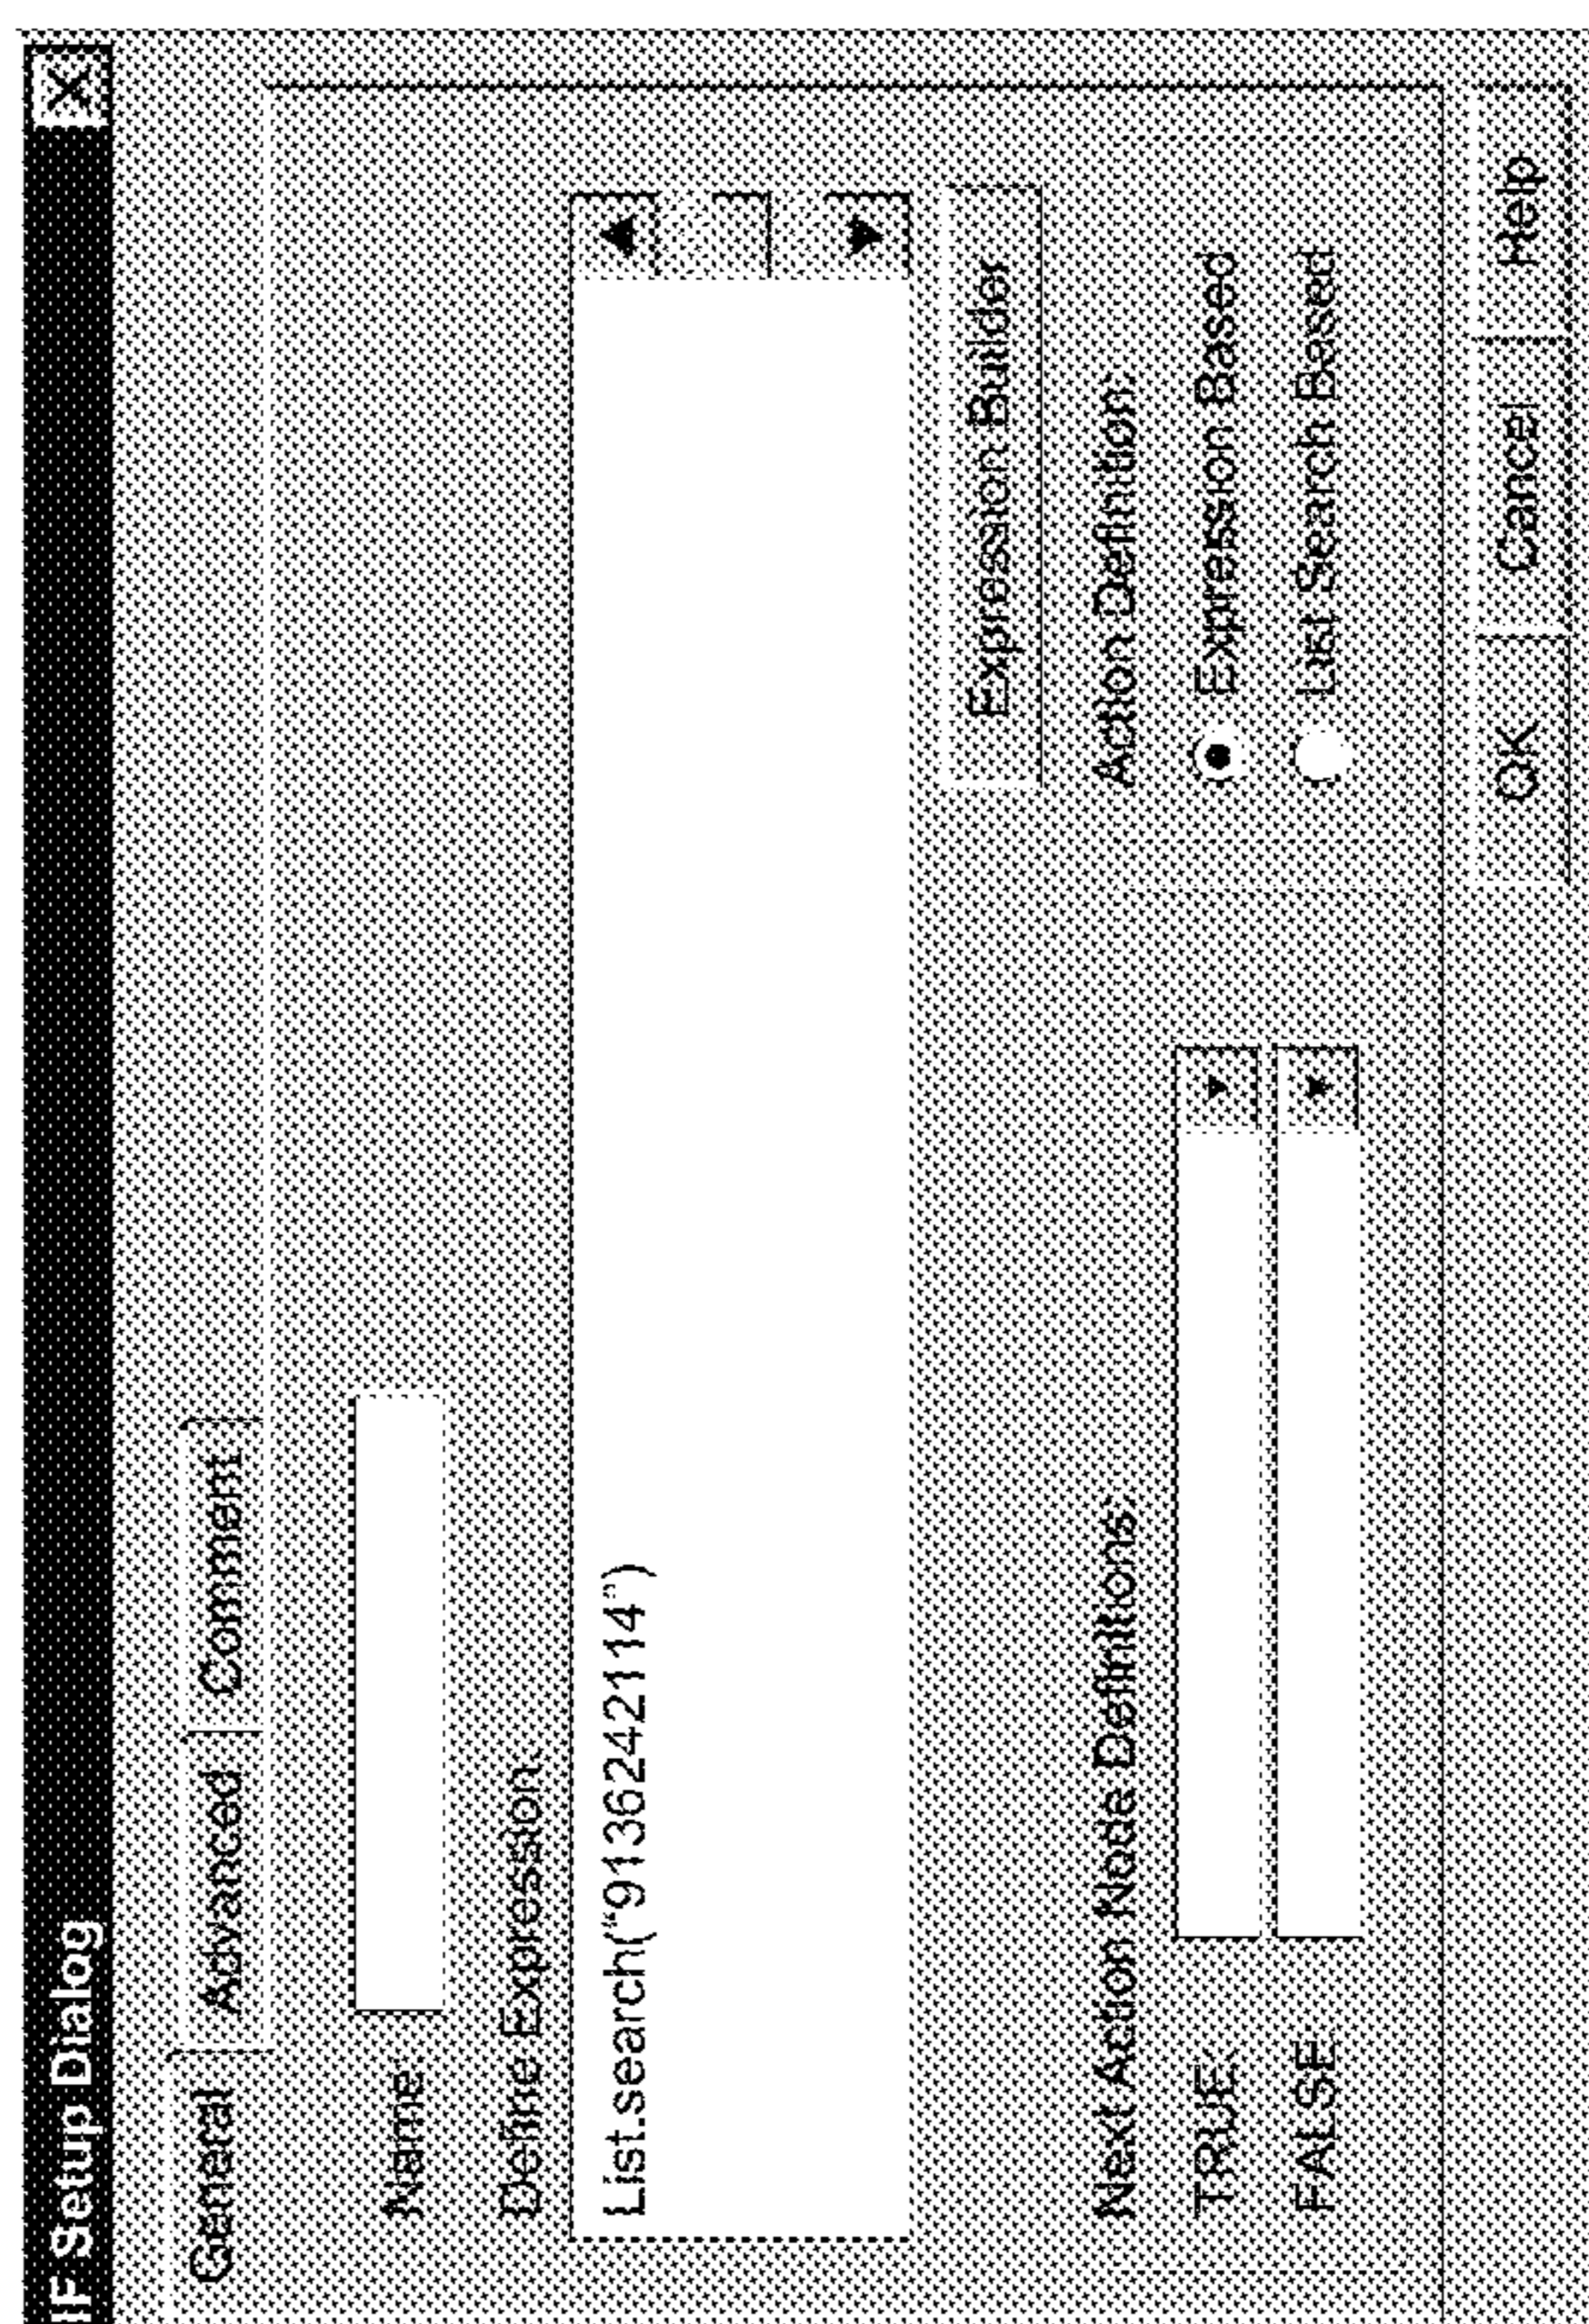 IF Setup Dialog
X
General Advanced Comment
Name:
Define Expression:
List.search("9136242114")
Expression Builder
Next Action Node Definitions:
Action Definition:
TRUE:
Expression Based
FALSE:
List Search Based
OK Cancel Help